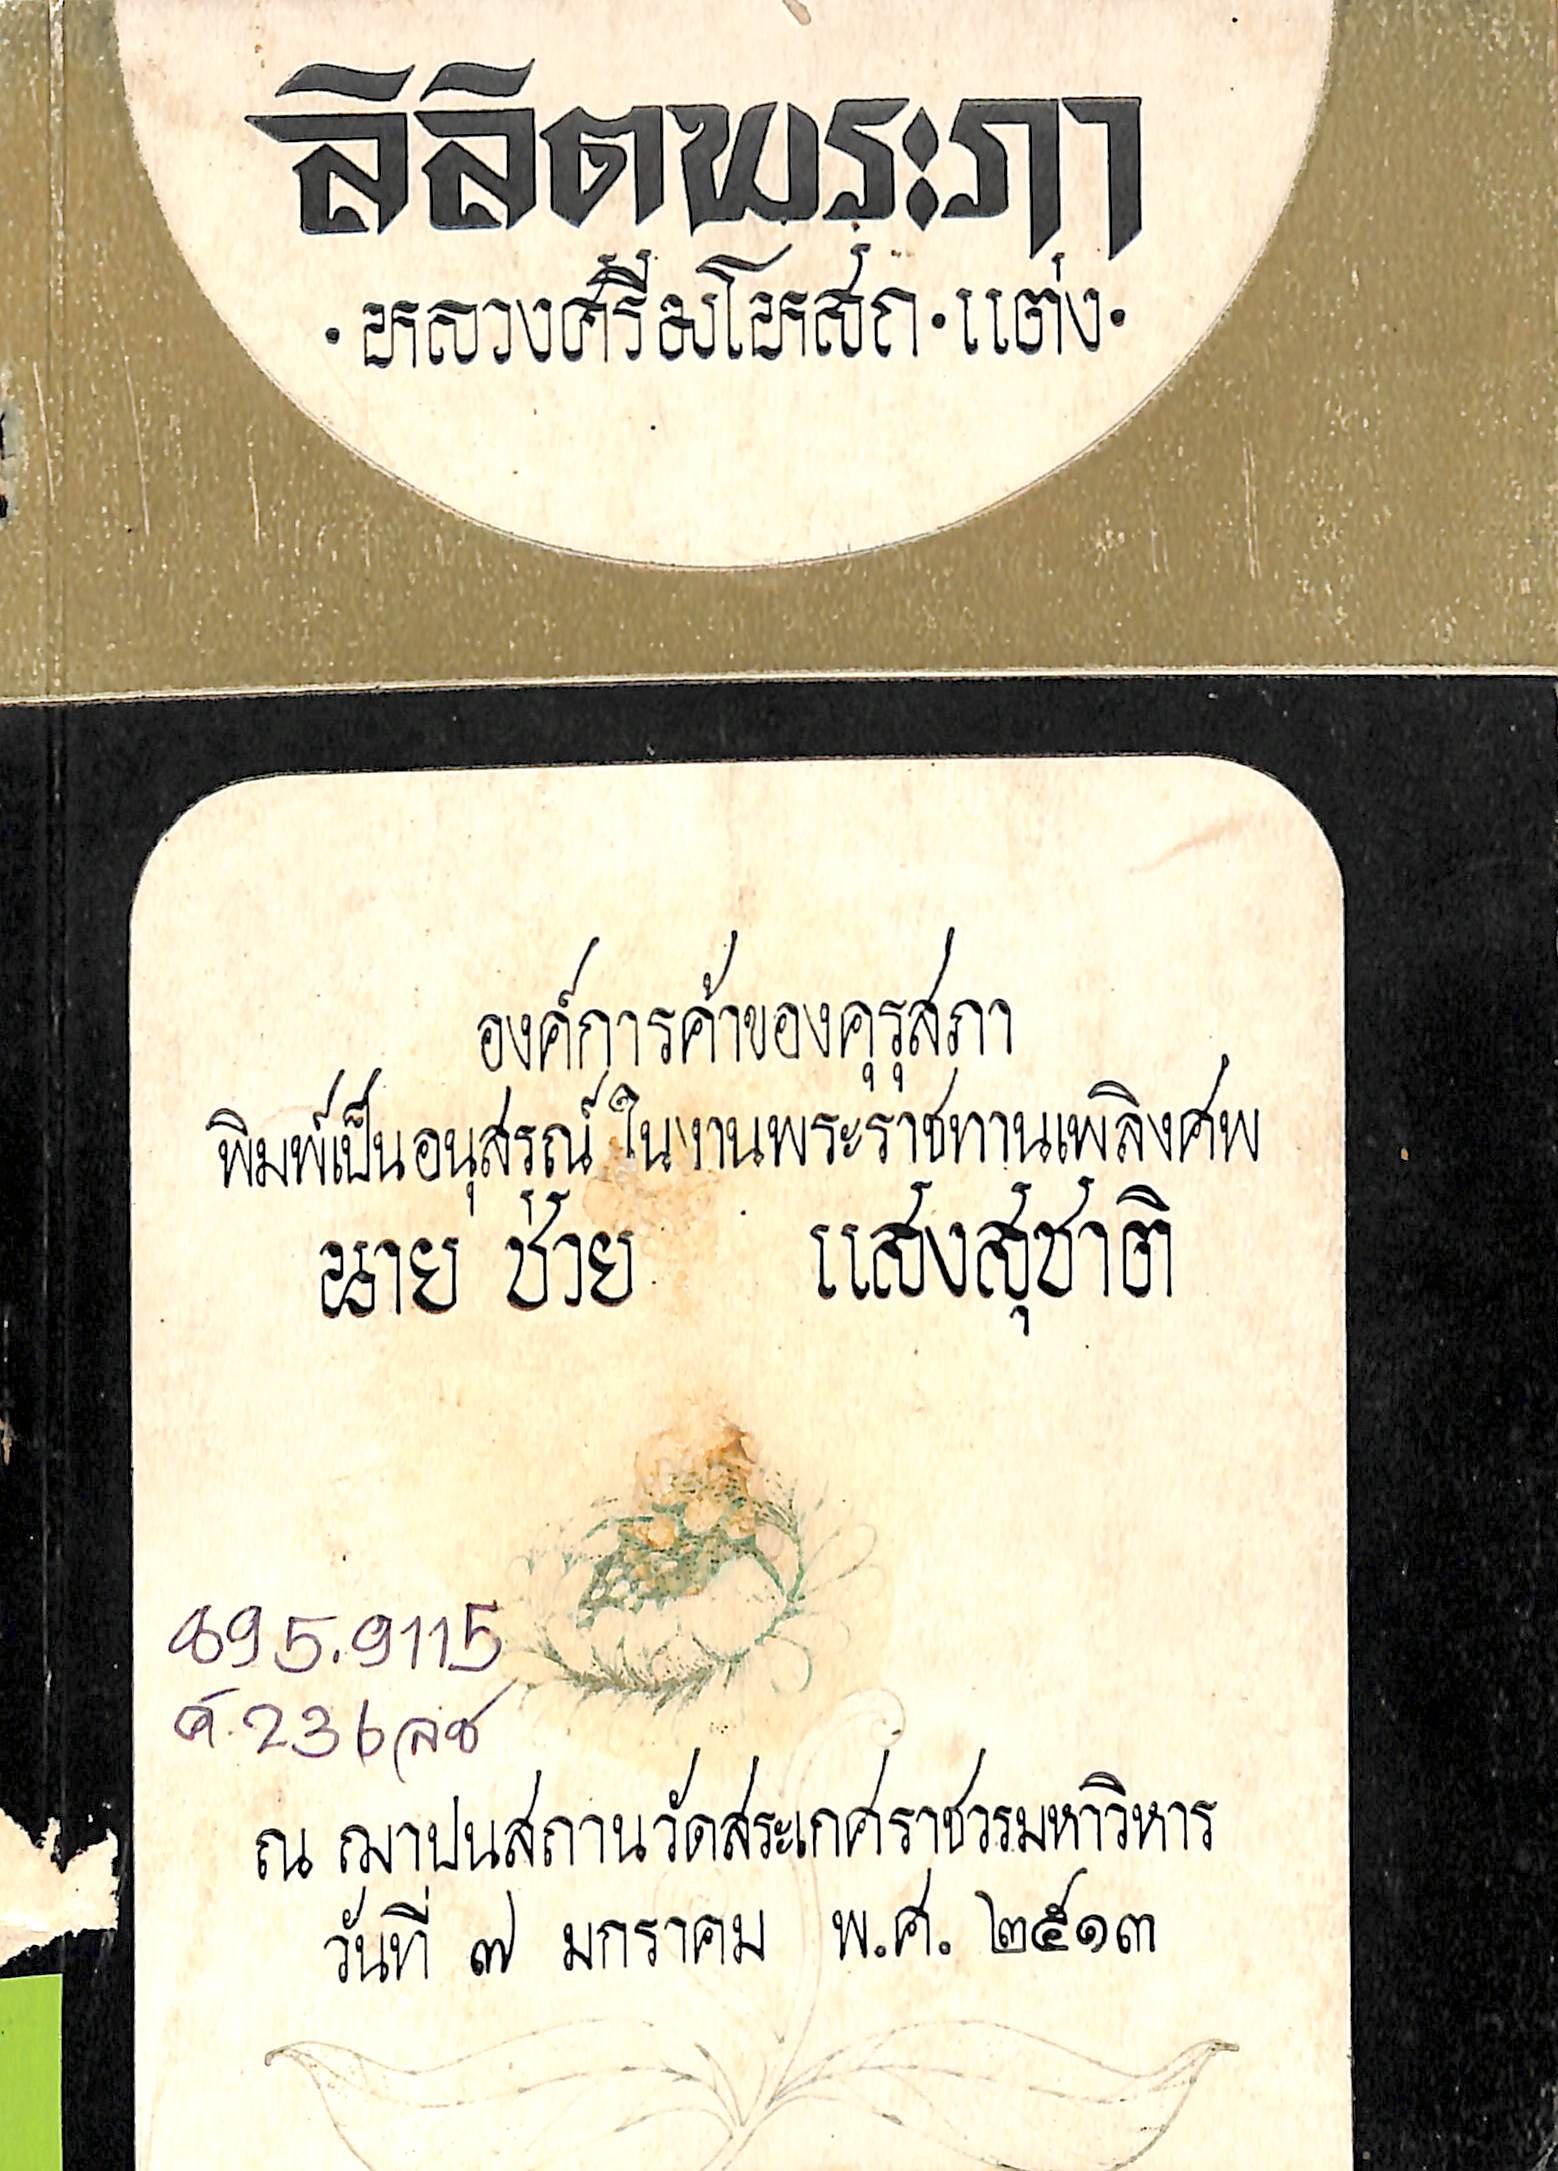 ลิลิตพระฦๅ
· หลวงศรีมโหสถ · แต่ง ·
องค์การค้าของคุรุสภา
พิมพ์เป็นอนุสรณ์ ในงานพระราชทานเพลิงศพ
นาย ช่วย แสงสุชาติ
895.9115
ศ.236ลช
ณ ฌาปนสถานวัดสระเกศราชวรมหาวิหาร
วันที่ ๗ มกราคม พ.ศ. ๒๕๑๓